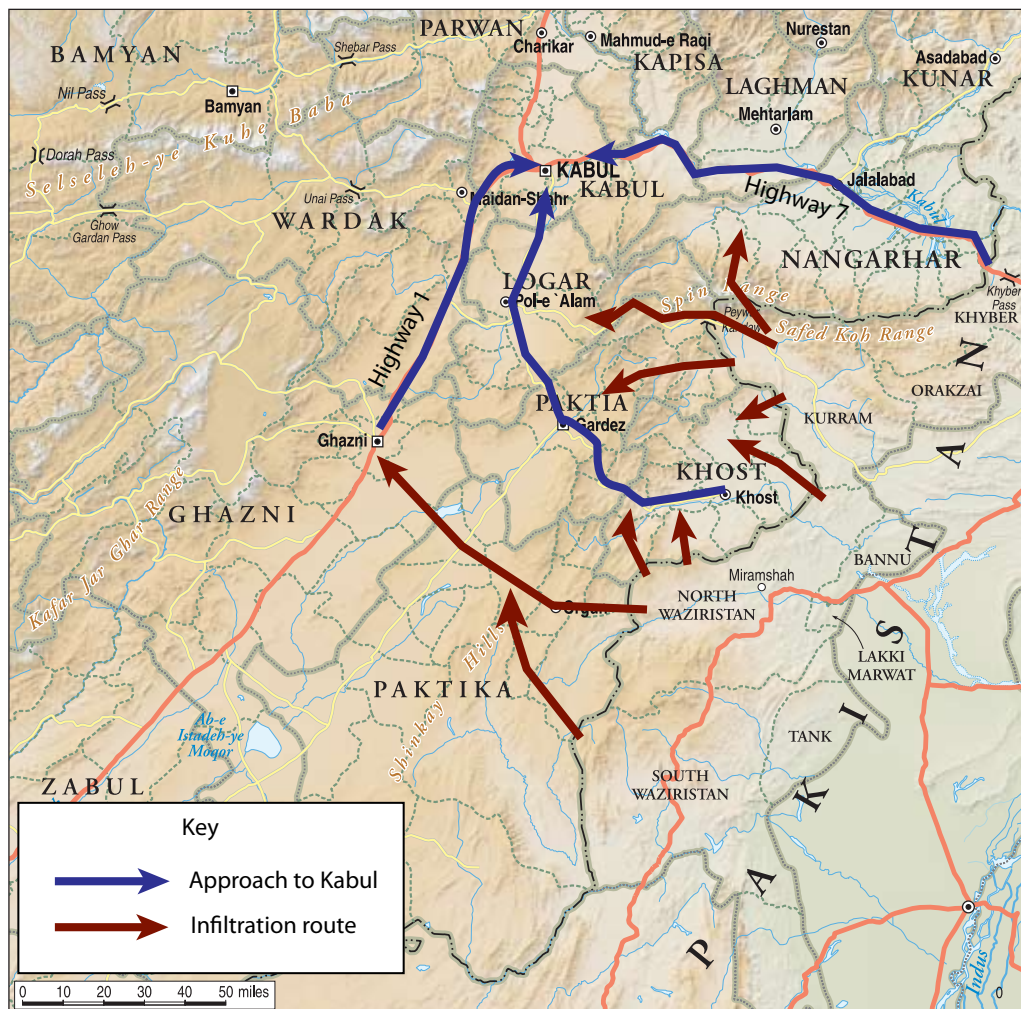 PARWAN
Charikar
Mahmud-e Raqi
KAPISA
Nurestan
Asadabad
KUNAR
BAMYAN
Shebar Pass
Nil Pass
Bamyan
LAGHMAN
Mehtarlam
Dorah Pass
Selseleh-ye Kuhe Baba
Unai Pass
KABUL
KABUL
Maidan-Shahr
Jalalabad
Highway 7
Kabul
Ghow
Gardan Pass
WARDAK
NANGARHAR
LOGAR
Pol-e `Alam
Spin Range
Khyber
Pass
KHYBER
Peywar
Kandaw
Safed Koh Range
Highway 1
ORAKZAI
PAKTIA
Gardez
KURRAM
Ghazni
KHOST
Khost
GHAZNI
Kafar Jar Ghar Range
BANNU
Miramshah
NORTH
WAZIRISTAN
Orgun
LAKKI
MARWAT
Shinkay Hills
PAKTIKA
Ab-e
Istadeh-ye
Moqor
TANK
SOUTH
WAZIRISTAN
ZABUL
PAKISTAN
Indus
Key
Approach to Kabul
Infiltration route
0 10 20 30 40 50 miles
0